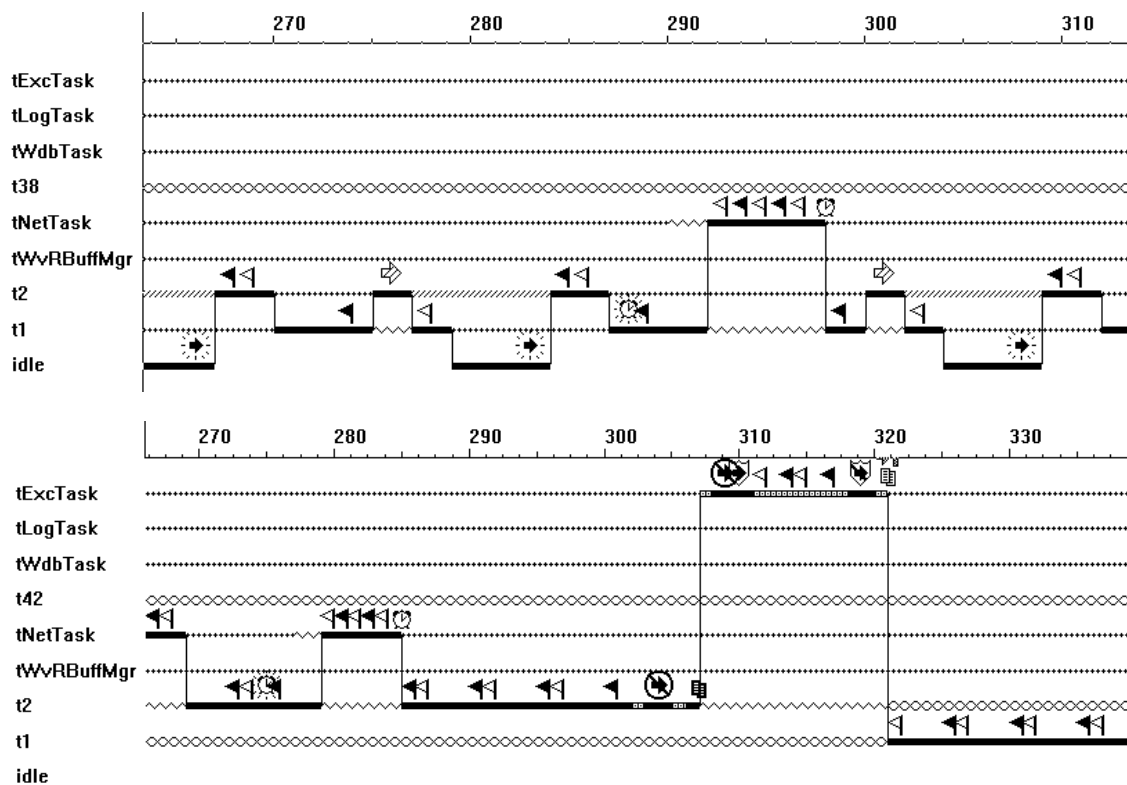 270 280 290 300 310
tExcTask
tLogTask
tWdbTask
t38
tNetTask
tWvRBuffMgr
t2
t1
idle
270 280 290 300 310 320 330
tExcTask
tLogTask
tWdbTask
t42
tNetTask
tWvRBuffMgr
t2
t1
idle